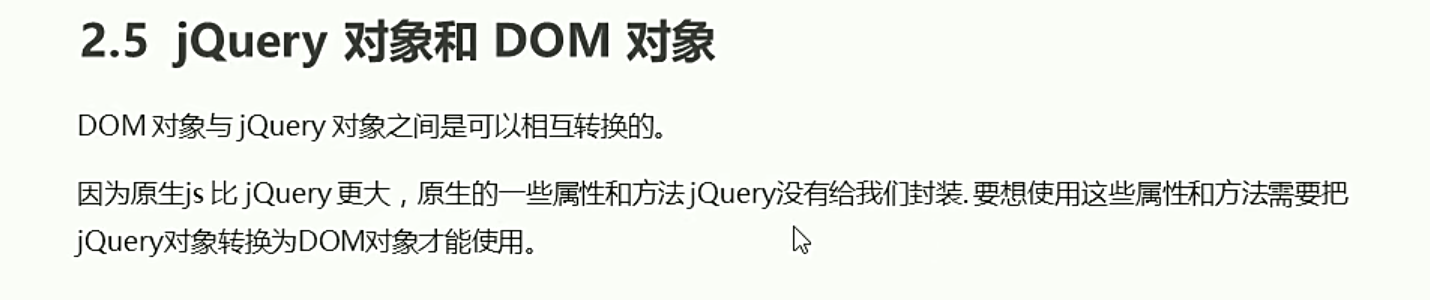 2.5 jQuery 对象和 DOM 对象
DOM 对象与 jQuery 对象之间是可以相互转换的。
因为原生js 比 jQuery 更大，原生的一些属性和方法 jQuery没有给我们封装. 要想使用这些属性和方法需要把
jQuery对象转换为DOM对象才能使用。